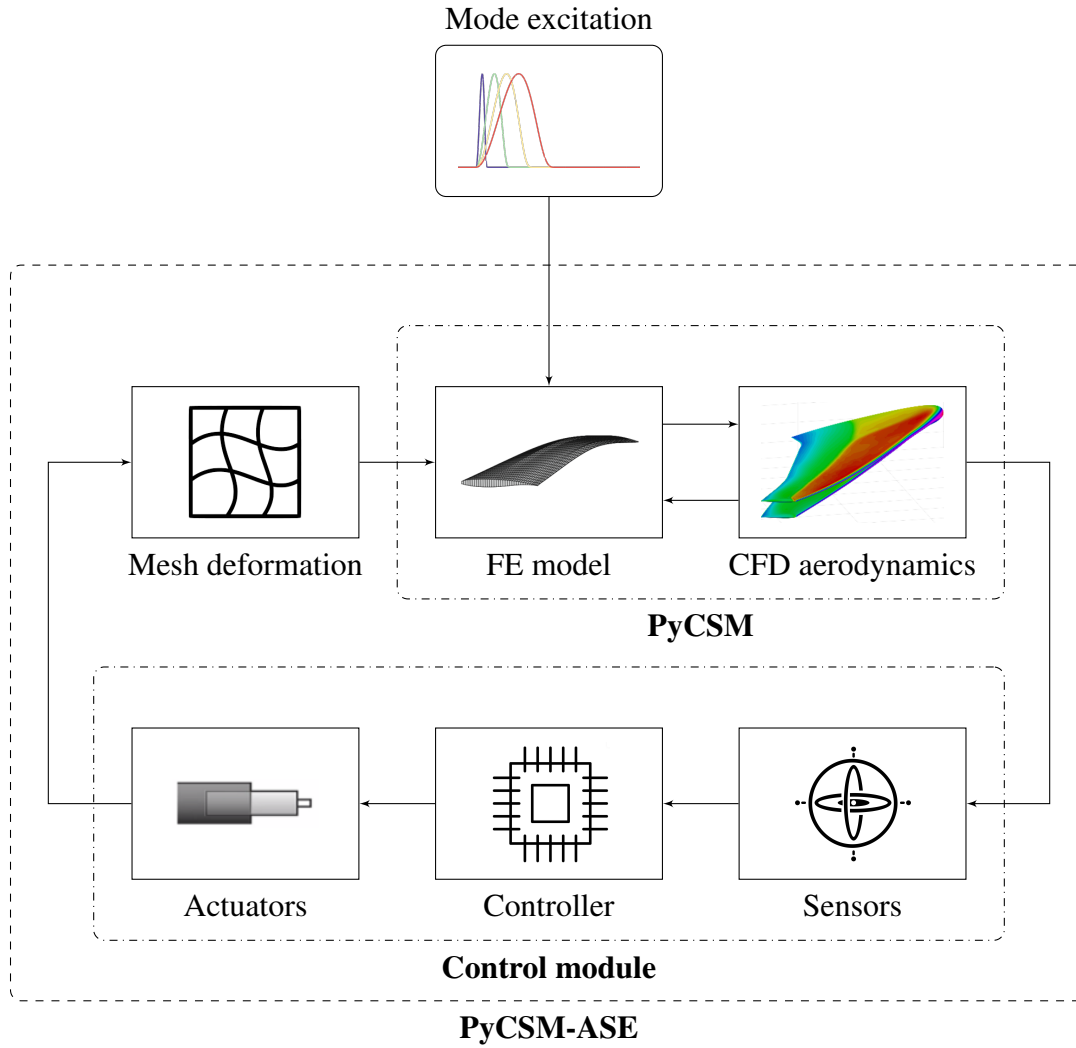 Mode excitation
Mesh deformation
FE model
CFD aerodynamics
PyCSM
Actuators
Controller
Sensors
Control module
PyCSM-ASE